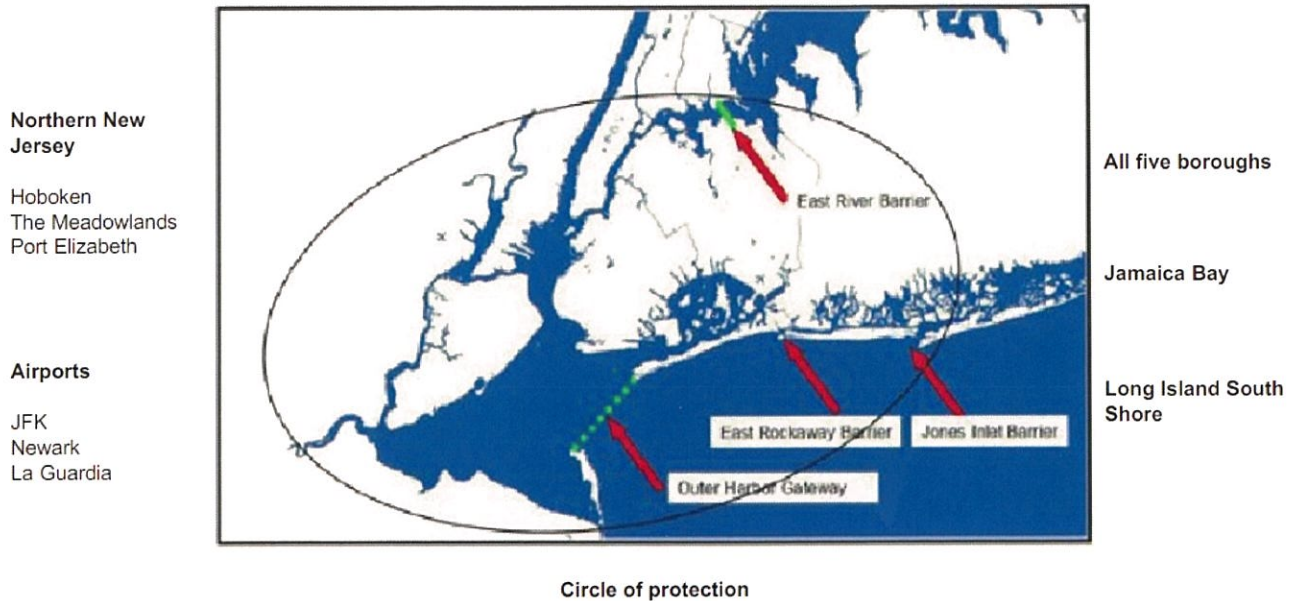 Northern New
Jersey
Hoboken
The Meadowlands
Port Elizabeth
Airports
JFK
Newark
La Guardia
East River Barrier
East Rockaway Barrier
Jones Inlet Barrier
Outer Harbor Gateway
All five boroughs
Jamaica Bay
Long Island South
Shore
Circle of protection